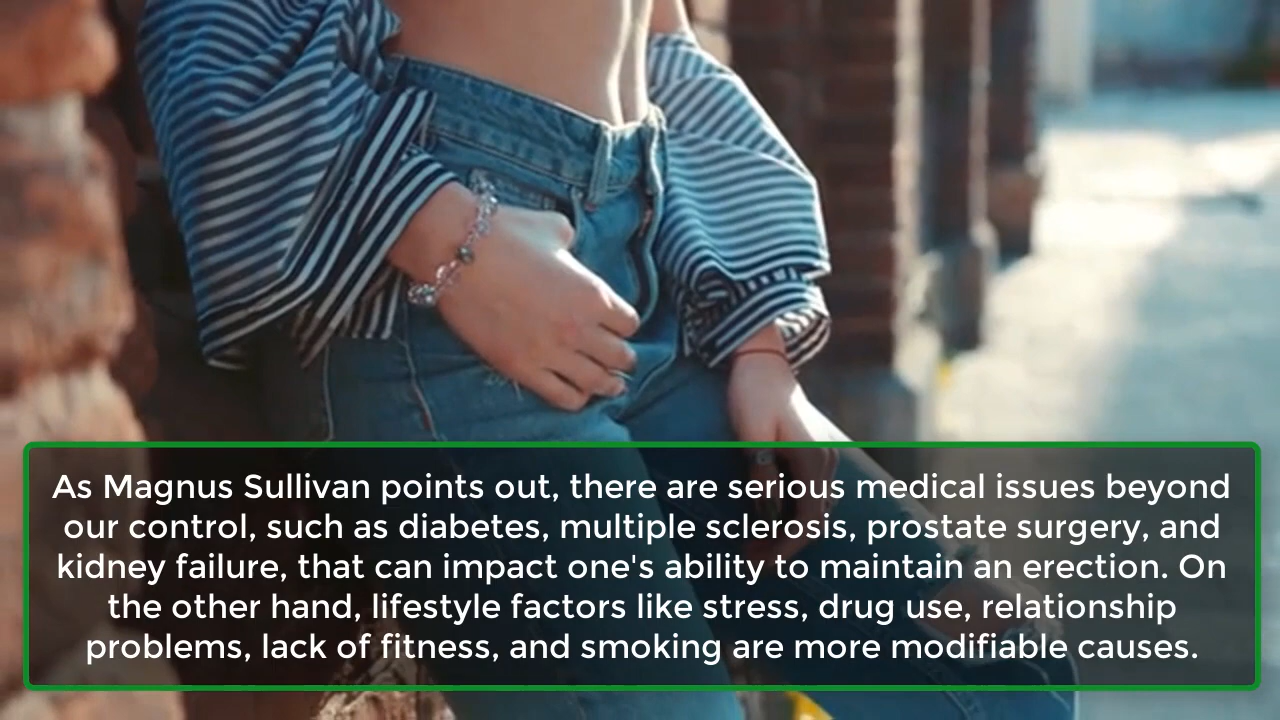 As Magnus Sullivan points out, there are serious medical issues beyond
our control, such as diabetes, multiple sclerosis, prostate surgery, and
kidney failure, that can impact one's ability to maintain an erection. On
the other hand, lifestyle factors like stress, drug use, relationship
problems, lack of fitness, and smoking are more modifiable causes.